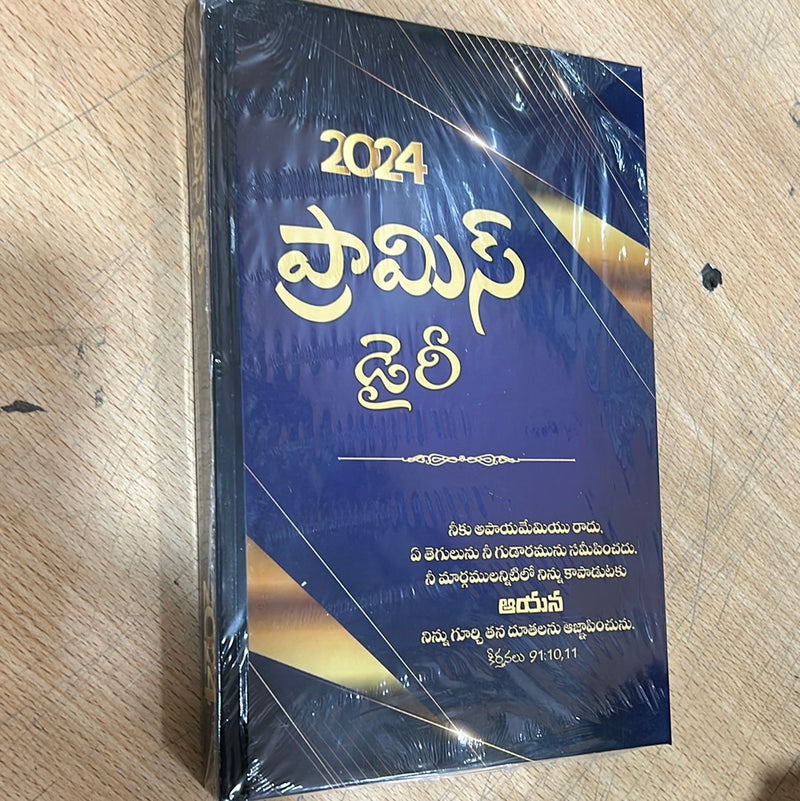 2024
ప్రామిస్
డైరీ
నీకు అపాయమేమియు రాదు.
ఏ తెగులును నీ గుడారమును సమీపించదు.
నీ మార్గములన్నిటిలో నిన్ను కాపాడుటకు
ఆయన
నిన్ను గూర్చి తన దూతలను ఆజ్ఞాపించును.
కీర్తనలు 91:10,11